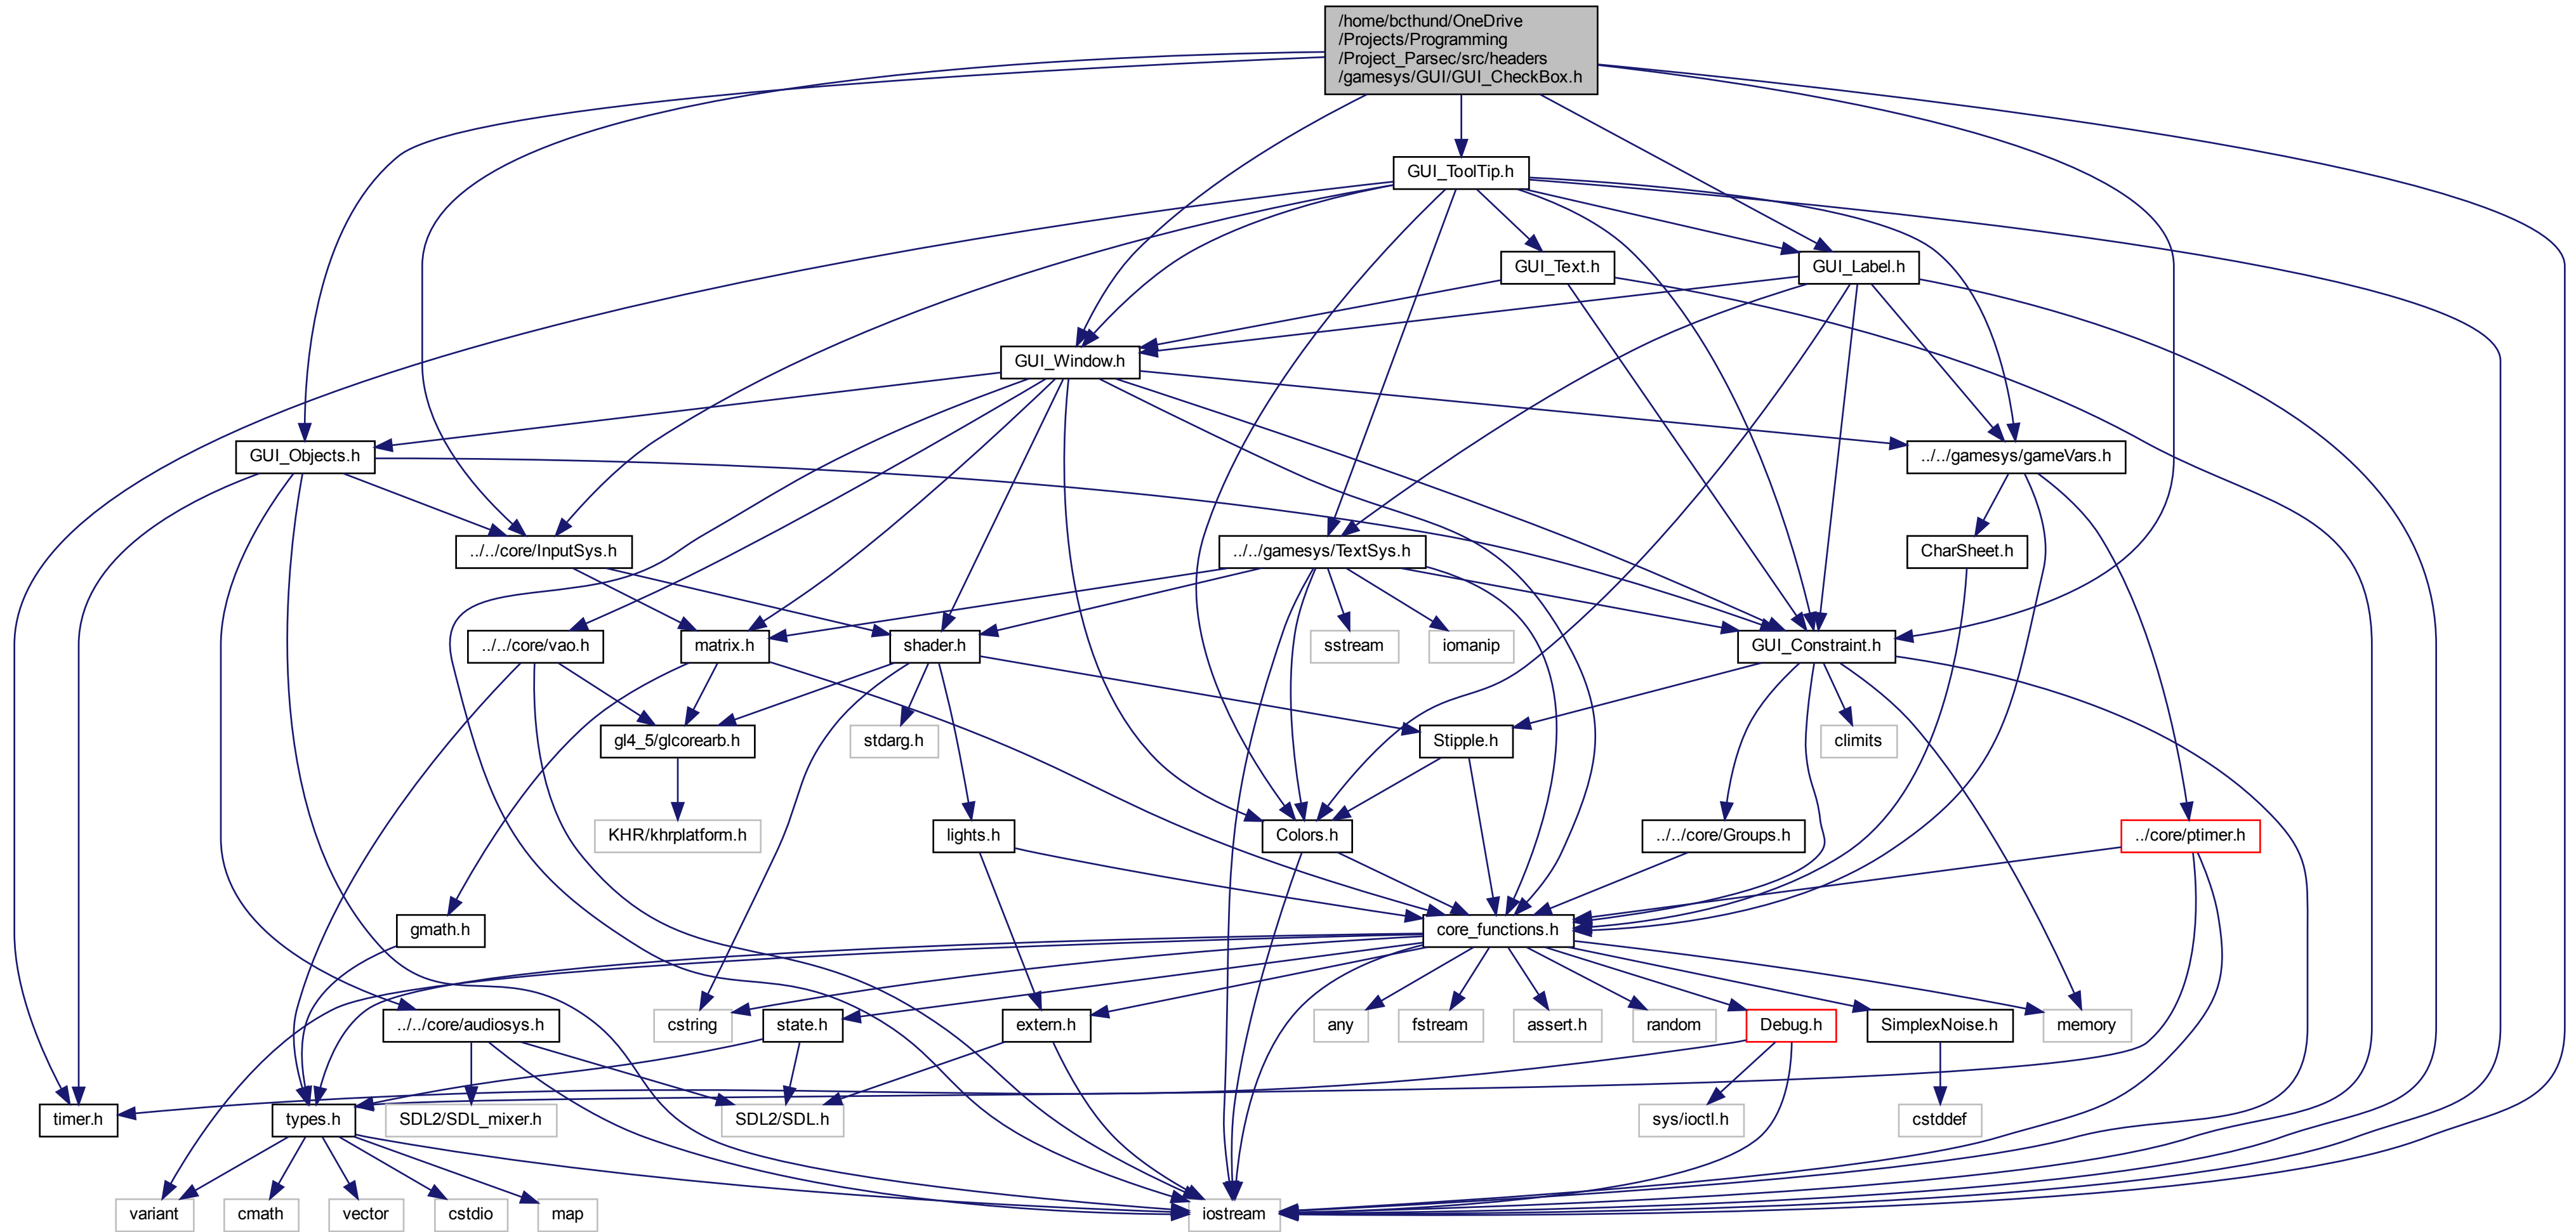 /home/bcthund/OneDrive
/Projects/Programming
/Project_Parsec/src/headers
/gamesys/GUI/GUI_CheckBox.h
GUI_ToolTip.h
GUI_Text.h
GUI_Label.h
GUI_Window.h
GUI_Objects.h
../../gamesys/gameVars.h
../../core/InputSys.h
../../gamesys/TextSys.h
CharSheet.h
../../core/vao.h
matrix.h
shader.h
sstream
iomanip
GUI_Constraint.h
gl4_5/glcorearb.h
stdarg.h
Stipple.h
climits
KHR/khrplatform.h
lights.h
Colors.h
../../core/Groups.h
../core/ptimer.h
gmath.h
core_functions.h
../../core/audiosys.h
cstring
state.h
extern.h
any
fstream
assert.h
random
Debug.h
SimplexNoise.h
memory
timer.h
types.h
SDL2/SDL_mixer.h
SDL2/SDL.h
sys/ioctl.h
cstddef
variant
cmath
vector
cstdio
map
iostream